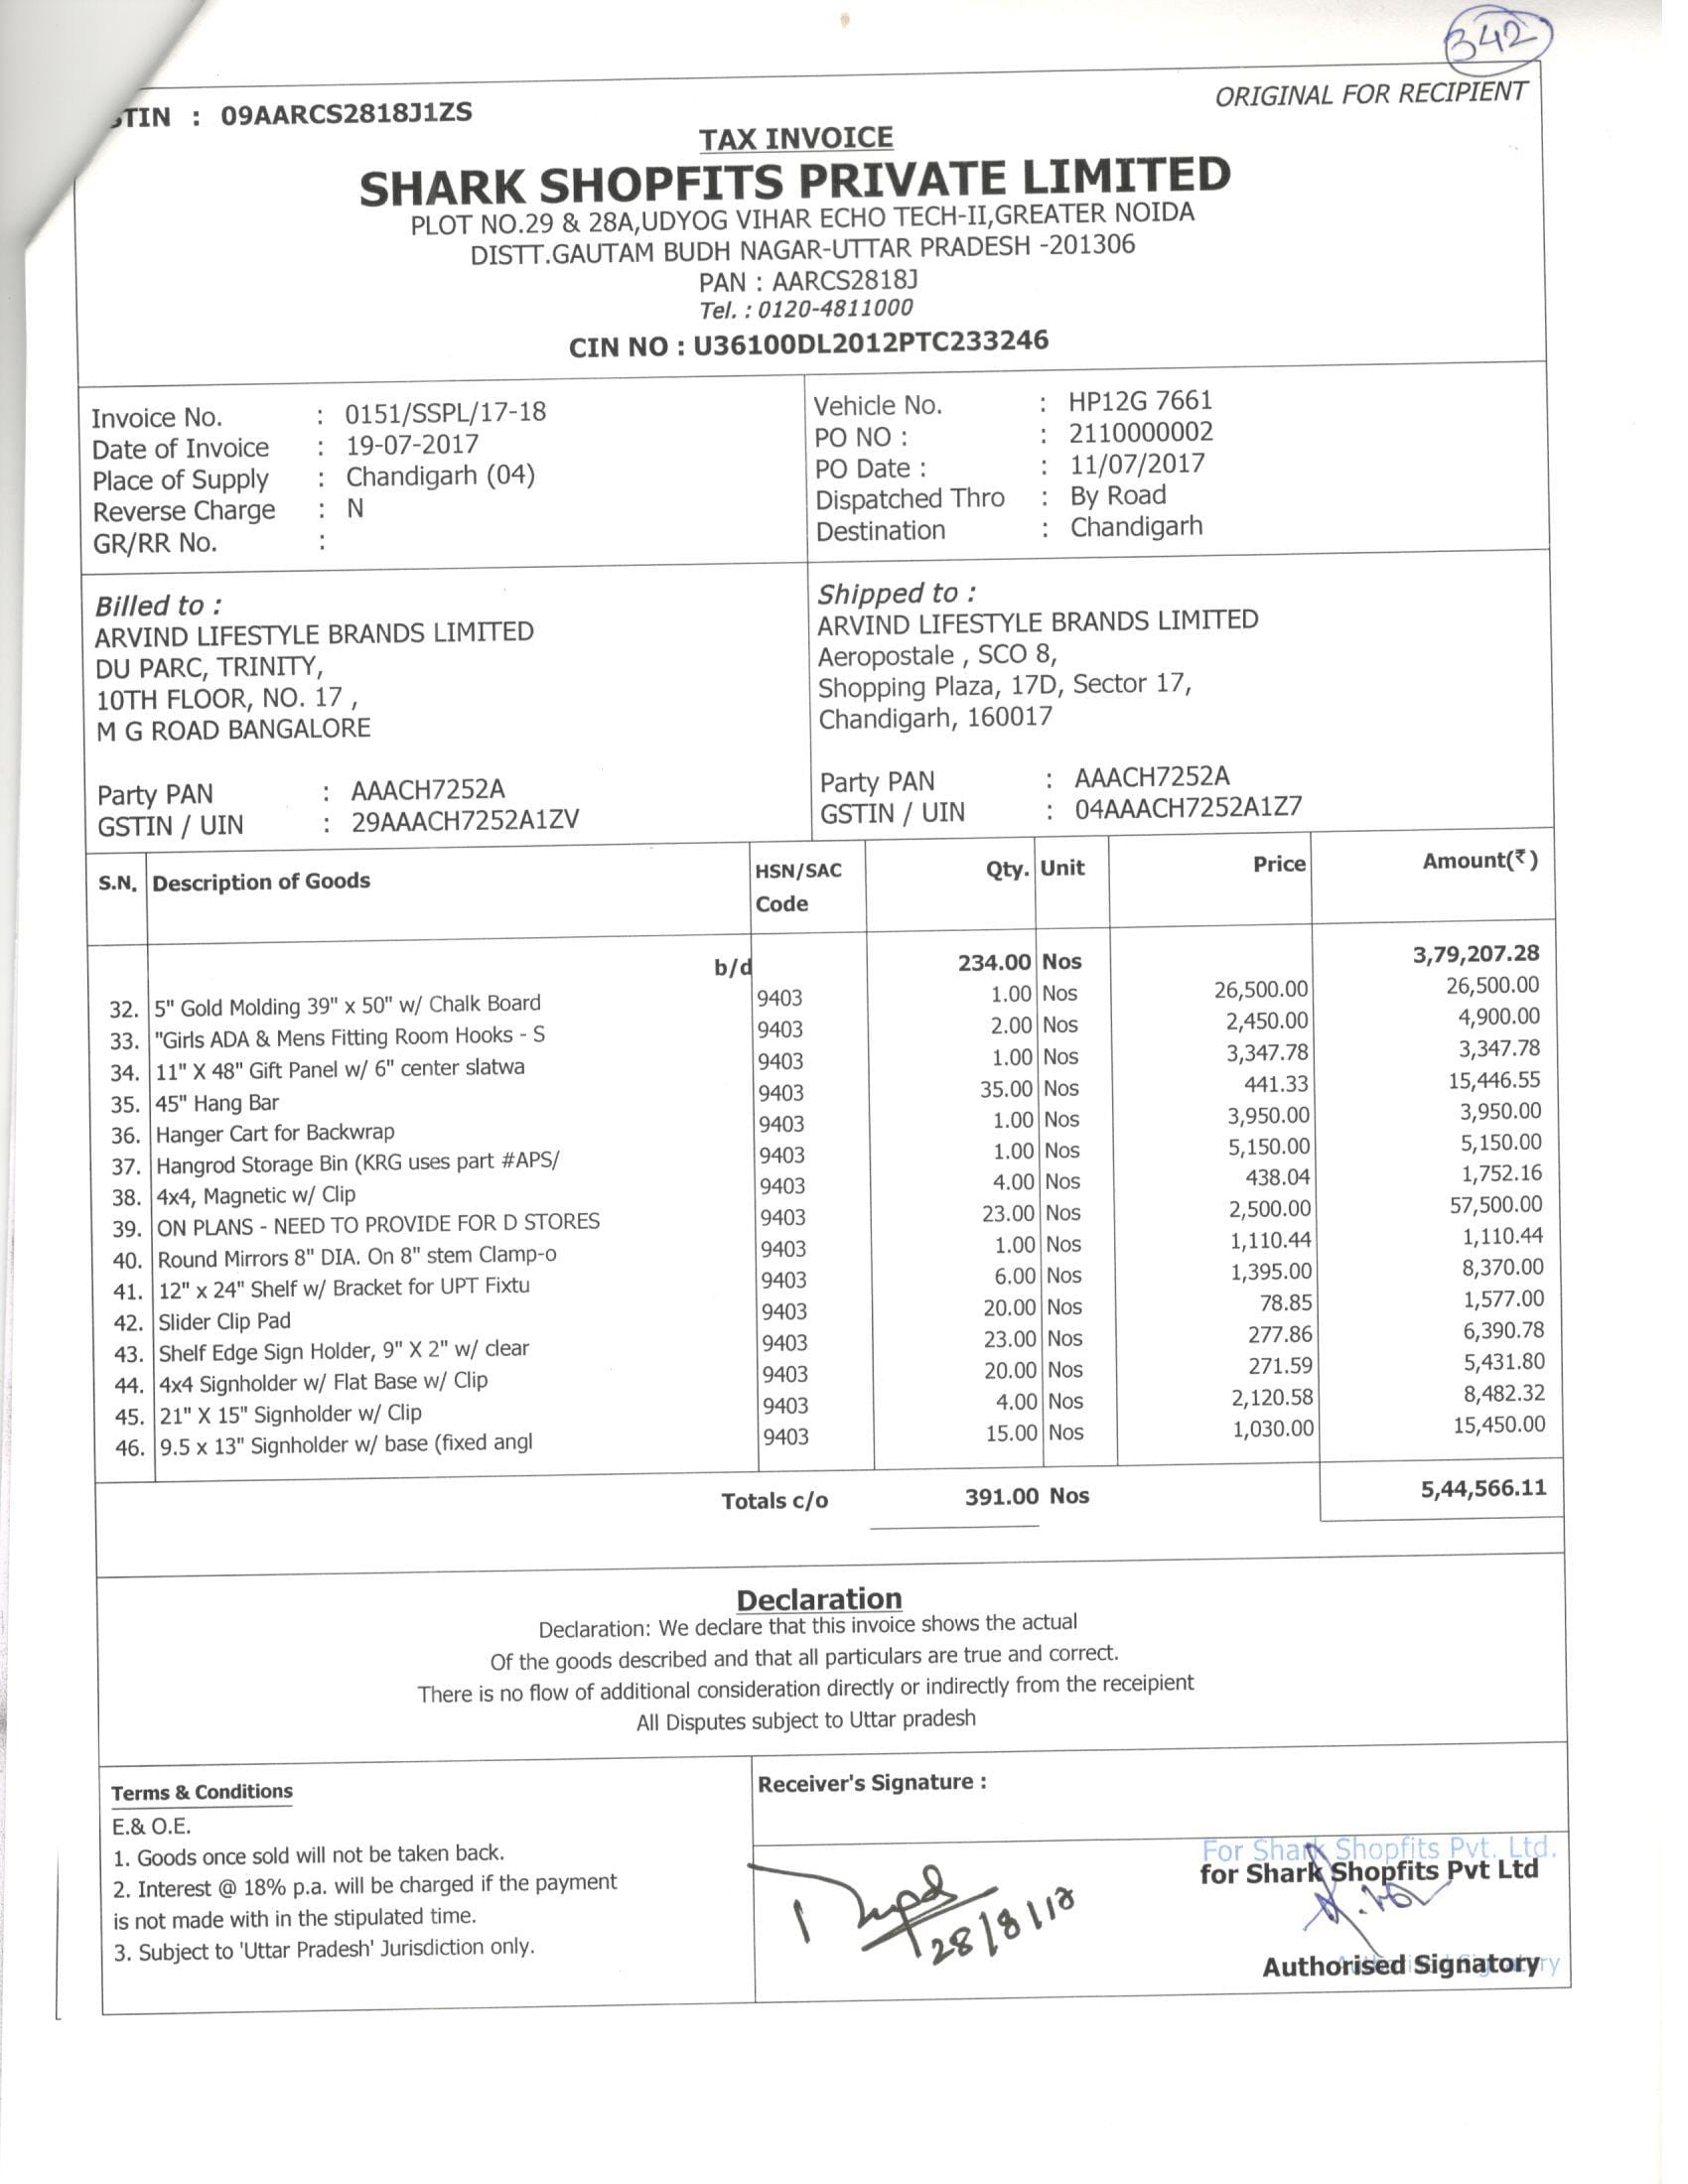 342
ORIGINAL FOR RECIPIENT
STIN : 09AARCS2818J1ZS
TAX INVOICE
SHARK SHOPFITS PRIVATE LIMITED
PLOT NO.29 & 28A,UDYOG VIHAR ECHO TECH-II,GREATER NOIDA
DISTT.GAUTAM BUDH NAGAR-UTTAR PRADESH -201306
PAN : AARCS2818J
Tel. : 0120-4811000
CIN NO : U36100DL2012PTC233246
Invoice No. : 0151/SSPL/17-18
Date of Invoice : 19-07-2017
Place of Supply : Chandigarh (04)
Reverse Charge : N
GR/RR No. :
Vehicle No. : HP12G 7661
PO NO : : 2110000002
PO Date : : 11/07/2017
Dispatched Thro : By Road
Destination : Chandigarh
Billed to :
ARVIND LIFESTYLE BRANDS LIMITED
DU PARC, TRINITY,
10TH FLOOR, NO. 17 ,
M G ROAD BANGALORE
Party PAN : AAACH7252A
GSTIN / UIN : 29AAACH7252A1ZV
Shipped to :
ARVIND LIFESTYLE BRANDS LIMITED
Aeropostale , SCO 8,
Shopping Plaza, 17D, Sector 17,
Chandigarh, 160017
Party PAN : AAACH7252A
GSTIN / UIN : 04AAACH7252A1Z7
S.N. Description of Goods HSN/SAC Code Qty. Unit Price Amount(₹)
b/d 234.00 Nos 3,79,207.28
32. 5" Gold Molding 39" x 50" w/ Chalk Board 9403 1.00 Nos 26,500.00 26,500.00
33. "Girls ADA & Mens Fitting Room Hooks - S 9403 2.00 Nos 2,450.00 4,900.00
34. 11" X 48" Gift Panel w/ 6" center slatwa 9403 1.00 Nos 3,347.78 3,347.78
35. 45" Hang Bar 9403 35.00 Nos 441.33 15,446.55
36. Hanger Cart for Backwrap 9403 1.00 Nos 3,950.00 3,950.00
37. Hangrod Storage Bin (KRG uses part #APS/ 9403 1.00 Nos 5,150.00 5,150.00
38. 4x4, Magnetic w/ Clip 9403 4.00 Nos 438.04 1,752.16
39. ON PLANS - NEED TO PROVIDE FOR D STORES 9403 23.00 Nos 2,500.00 57,500.00
40. Round Mirrors 8" DIA. On 8" stem Clamp-o 9403 1.00 Nos 1,110.44 1,110.44
41. 12" x 24" Shelf w/ Bracket for UPT Fixtu 9403 6.00 Nos 1,395.00 8,370.00
42. Slider Clip Pad 9403 20.00 Nos 78.85 1,577.00
43. Shelf Edge Sign Holder, 9" X 2" w/ clear 9403 23.00 Nos 277.86 6,390.78
44. 4x4 Signholder w/ Flat Base w/ Clip 9403 20.00 Nos 271.59 5,431.80
45. 21" X 15" Signholder w/ Clip 9403 4.00 Nos 2,120.58 8,482.32
46. 9.5 x 13" Signholder w/ base (fixed angl 9403 15.00 Nos 1,030.00 15,450.00
Totals c/o 391.00 Nos 5,44,566.11
Declaration
Declaration: We declare that this invoice shows the actual
Of the goods described and that all particulars are true and correct.
There is no flow of additional consideration directly or indirectly from the receipient
All Disputes subject to Uttar pradesh
Terms & Conditions
E.& O.E.
1. Goods once sold will not be taken back.
2. Interest @ 18% p.a. will be charged if the payment
is not made with in the stipulated time.
3. Subject to 'Uttar Pradesh' Jurisdiction only.
Receiver's Signature :
For Shark Shopfits Pvt. Ltd.
for Shark Shopfits Pvt Ltd
28/8/17
Authorised Signatory
Authorised Signatory